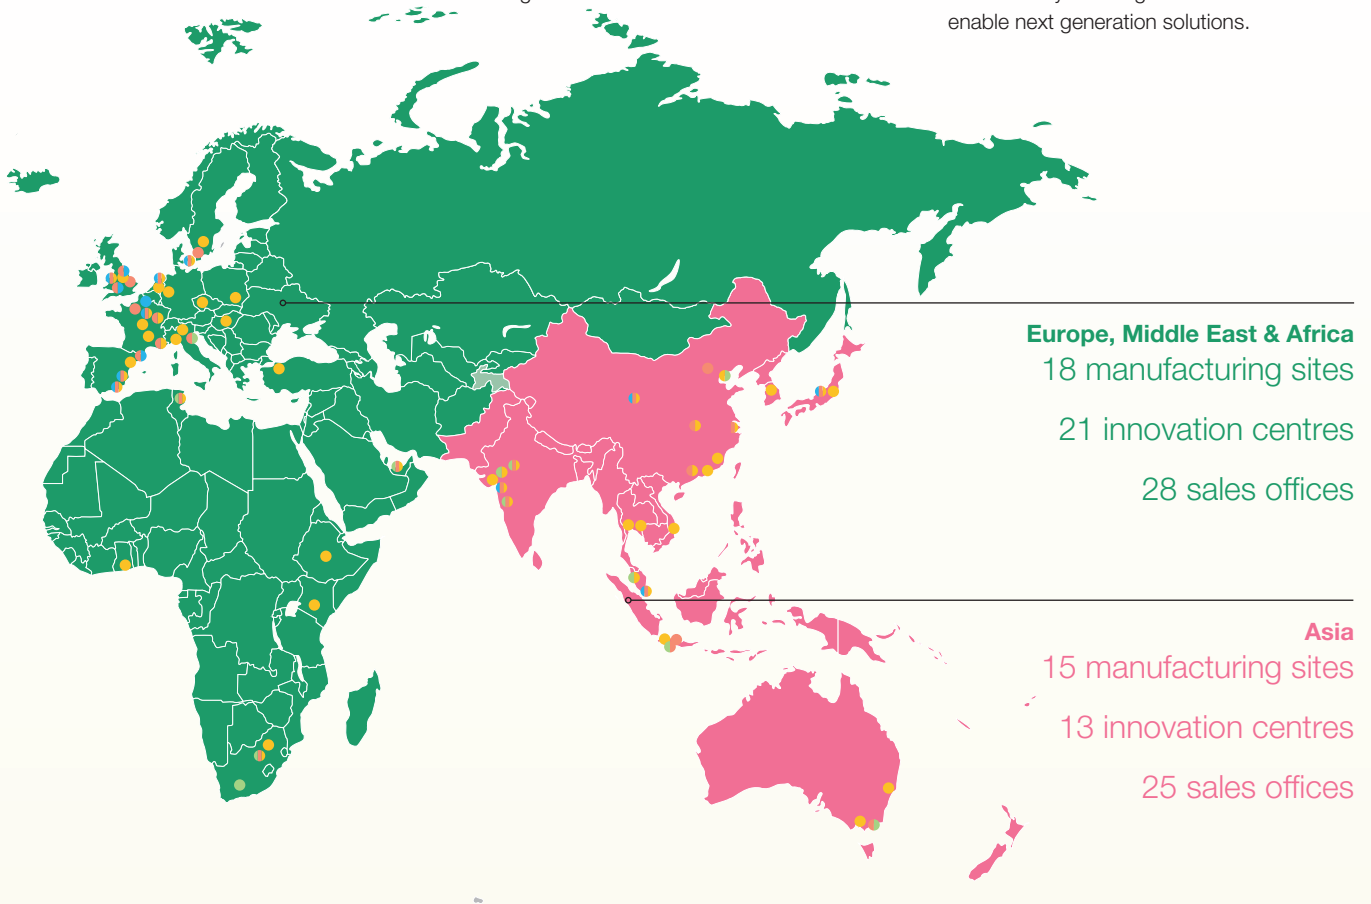 enable next generation solutions.
Europe, Middle East & Africa
18 manufacturing sites
21 innovation centres
28 sales offices
Asia
15 manufacturing sites
13 innovation centres
25 sales offices